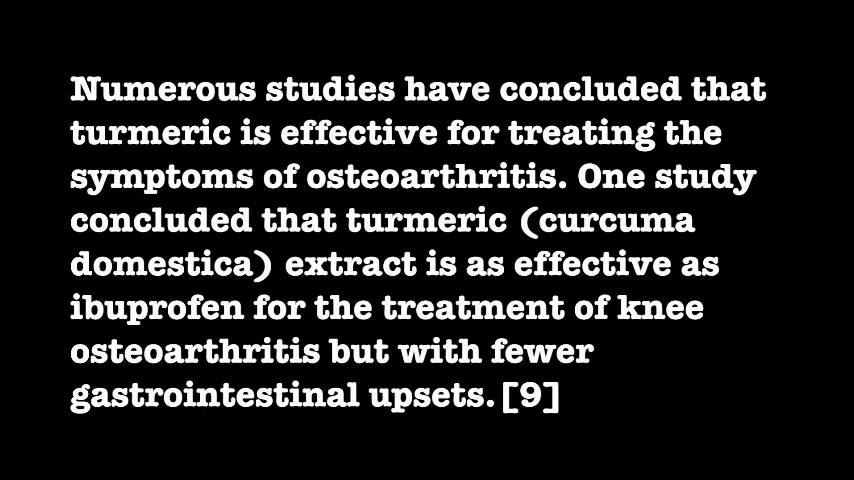 Numerous studies have concluded that
turmeric is effective for treating the
symptoms of osteoarthritis. One study
concluded that turmeric (curcuma
domestica) extract is as effective as
ibuprofen for the treatment of knee
osteoarthritis but with fewer
gastrointestinal upsets.[9]